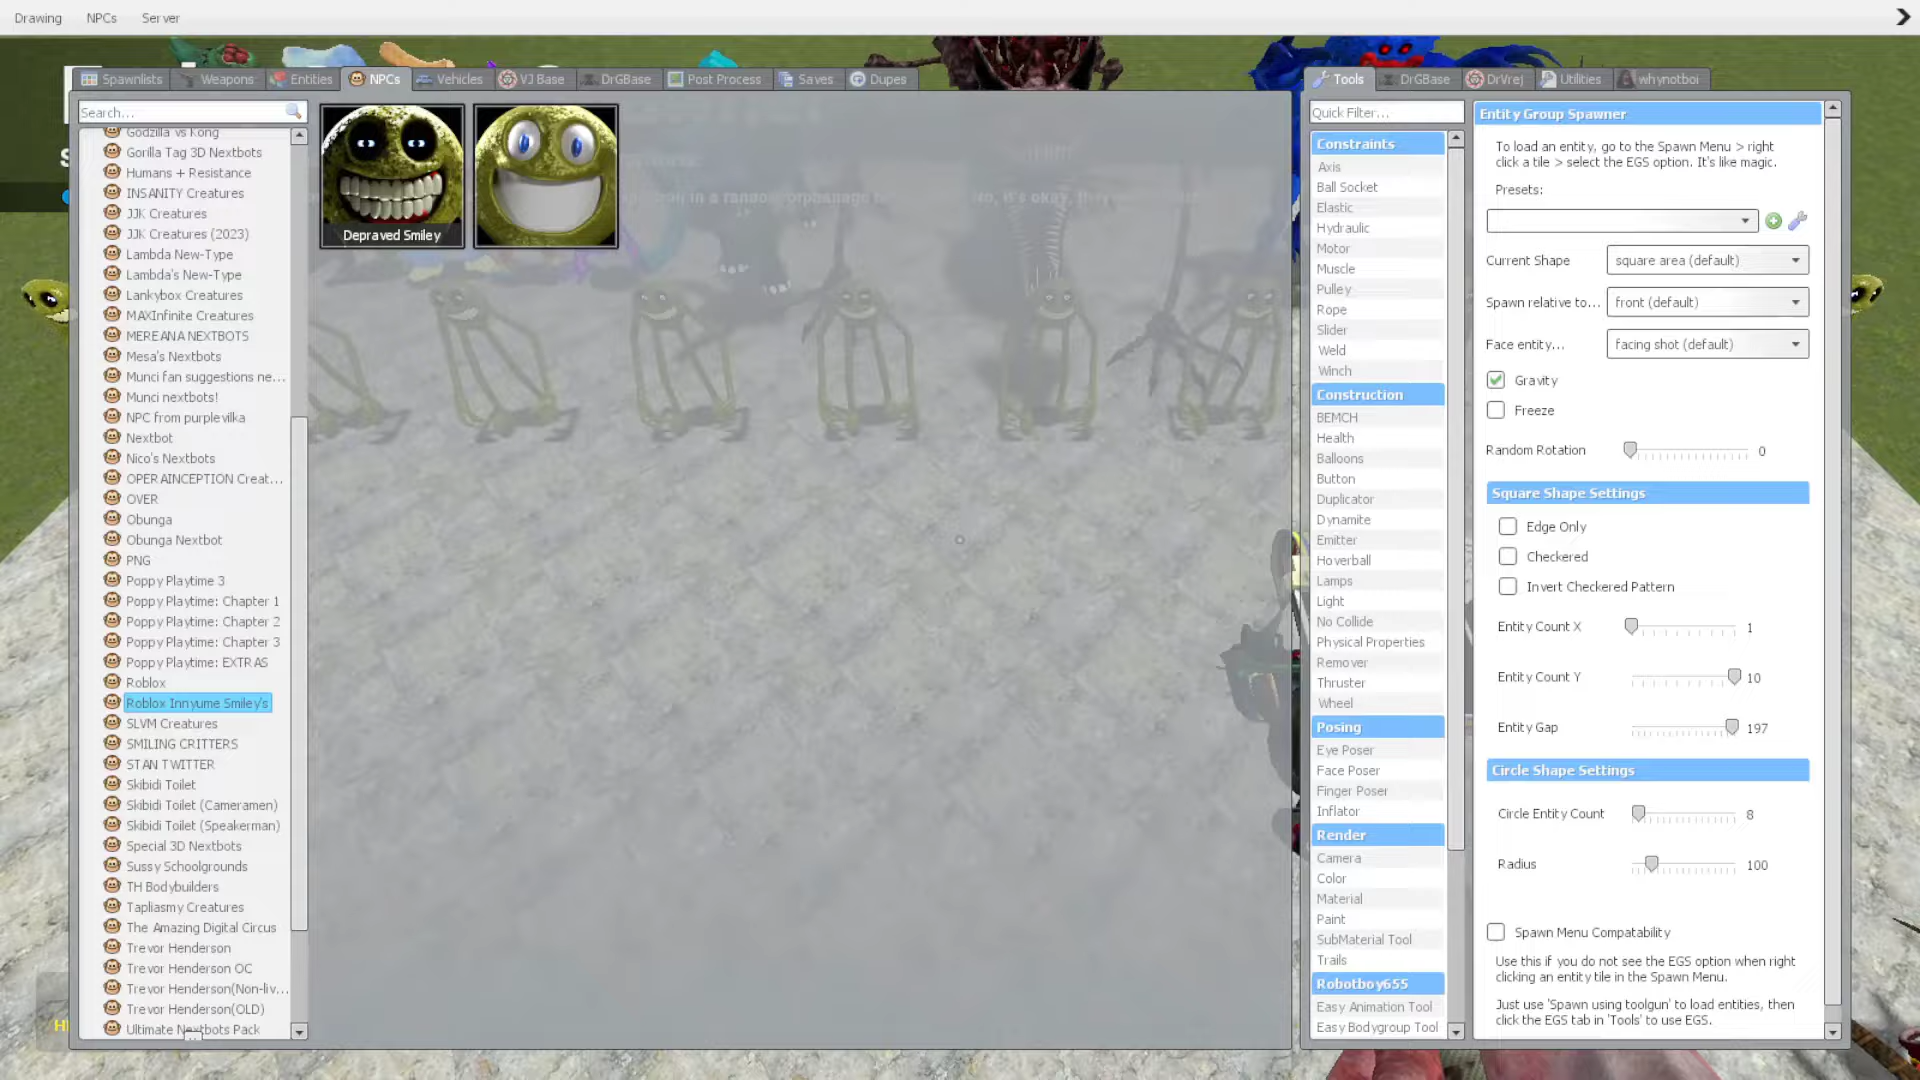 Drawing NPCs Server
Spawnlists Weapons Entities NPCs Vehicles VJ Base DrGBase Post Process Saves Dupes
Search...
Godzilla vs Kong
Gorilla Tag 3D Nextbots
Humans + Resistance
INSANITY Creatures
JJK Creatures
JJK Creatures (2023)
Lambda New-Type
Lambda's New-Type
Lankybox Creatures
MAXInfinite Creatures
MEREANA NEXTBOTS
Mesa's Nextbots
Munci fan suggestions ne...
Munci nextbots!
NPC from purplevilka
Nextbot
Nico's Nextbots
OPERAINCEPTION Creat...
OVER
Obunga
Obunga Nextbot
PNG
Poppy Playtime 3
Poppy Playtime: Chapter 1
Poppy Playtime: Chapter 2
Poppy Playtime: Chapter 3
Poppy Playtime: EXTRAS
Roblox
Roblox Innyume Smiley's
SLVM Creatures
SMILING CRITTERS
STAN TWITTER
Skibidi Toilet
Skibidi Toilet (Cameramen)
Skibidi Toilet (Speakerman)
Special 3D Nextbots
Sussy Schoolgrounds
TH Bodybuilders
Tapliasmy Creatures
The Amazing Digital Circus
Trevor Henderson
Trevor Henderson OC
Trevor Henderson(Non-liv...
Trevor Henderson(OLD)
Ultimate Nextbots Pack
Depraved Smiley
Tools DrGBase DrVrej Utilities whynotboi
Quick Filter...
Constraints
Axis
Ball Socket
Elastic
Hydraulic
Motor
Muscle
Pulley
Rope
Slider
Weld
Winch
Construction
BEMCH
Health
Balloons
Button
Duplicator
Dynamite
Emitter
Hoverball
Lamps
Light
No Collide
Physical Properties
Remover
Thruster
Wheel
Posing
Eye Poser
Face Poser
Finger Poser
Inflator
Render
Camera
Color
Material
Paint
SubMaterial Tool
Trails
Robotboy655
Easy Animation Tool
Easy Bodygroup Tool
Entity Group Spawner
To load an entity, go to the Spawn Menu > right
click a tile > select the EGS option. It's like magic.
Presets:
Current Shape square area (default)
Spawn relative to... front (default)
Face entity... facing shot (default)
Gravity
Freeze
Random Rotation 0
Square Shape Settings
Edge Only
Checkered
Invert Checkered Pattern
Entity Count X 1
Entity Count Y 10
Entity Gap 197
Circle Shape Settings
Circle Entity Count 8
Radius 100
Spawn Menu Compatability
Use this if you do not see the EGS option when right
clicking an entity tile in the Spawn Menu.
Just use 'Spawn using toolgun' to load entities, then
click the EGS tab in 'Tools' to use EGS.